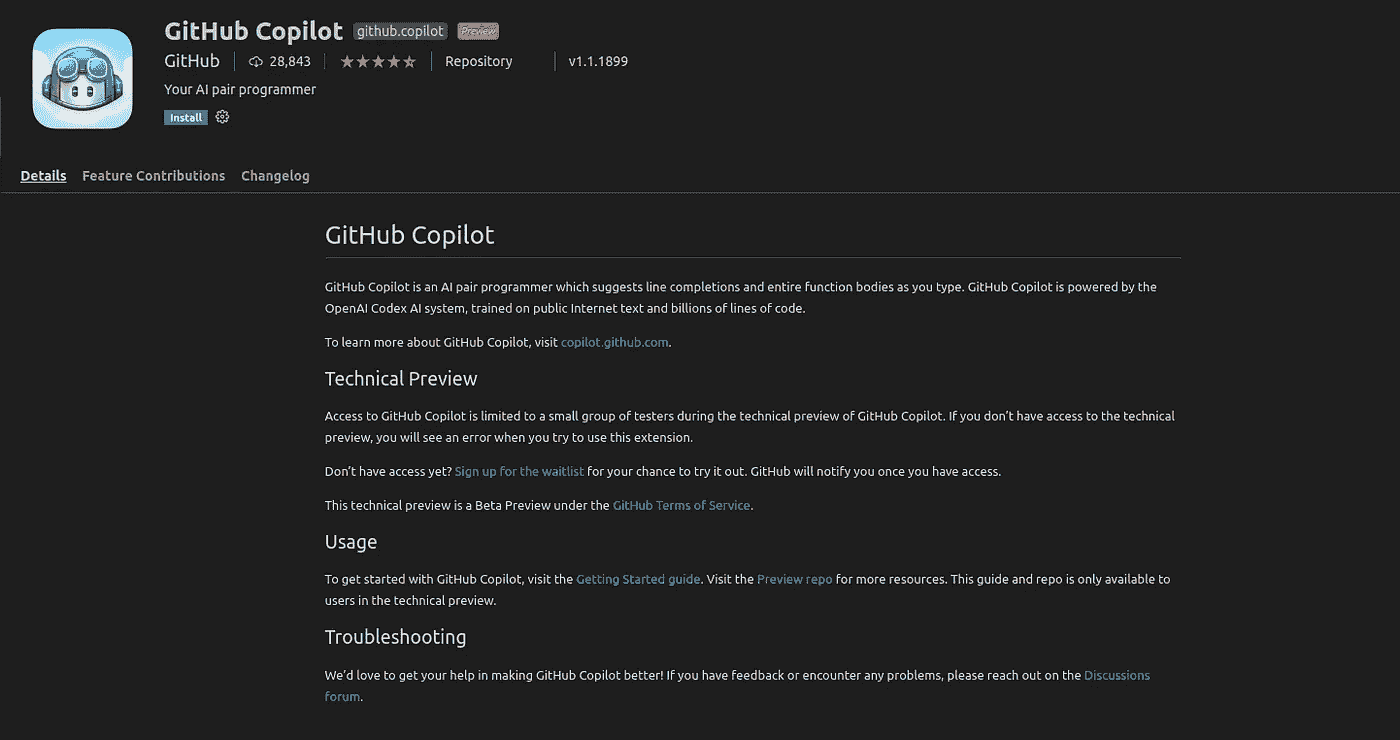 GitHub Copilot github.copilot Preview
GitHub 28,843 Repository v1.1.1899
Your AI pair programmer
Install
Details Feature Contributions Changelog
GitHub Copilot
GitHub Copilot is an AI pair programmer which suggests line completions and entire function bodies as you type. GitHub Copilot is powered by the
OpenAI Codex AI system, trained on public Internet text and billions of lines of code.
To learn more about GitHub Copilot, visit copilot.github.com.
Technical Preview
Access to GitHub Copilot is limited to a small group of testers during the technical preview of GitHub Copilot. If you don’t have access to the technical
preview, you will see an error when you try to use this extension.
Don’t have access yet? Sign up for the waitlist for your chance to try it out. GitHub will notify you once you have access.
This technical preview is a Beta Preview under the GitHub Terms of Service.
Usage
To get started with GitHub Copilot, visit the Getting Started guide. Visit the Preview repo for more resources. This guide and repo is only available to
users in the technical preview.
Troubleshooting
We’d love to get your help in making GitHub Copilot better! If you have feedback or encounter any problems, please reach out on the Discussions
forum.